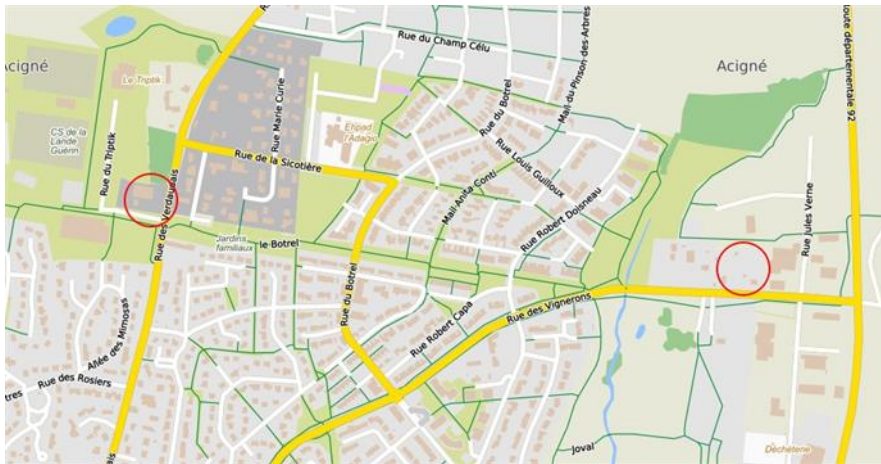 Rue du Champ Célu
Acigné
Acigné
Le Triptik
CS de la
Lande
Guérin
Rue du Triptik
Rue Marie Curie
Ehpad
l'Adagio
Rue du Botrel
Mail du Pinson des Arbres
Route départementale 92
Rue de la Sicotière
Rue Louis Guilloux
Mail Anita Conti
Rue Robert Doisneau
Rue Jules Verne
Rue des Verdaudais
Jardins
familiaux
le Botrel
Rue du Botrel
Rue des Vignerons
Rue Robert Capa
Allée des Mimosas
Rue des Rosiers
tres
ais
Joval
Déchèterie